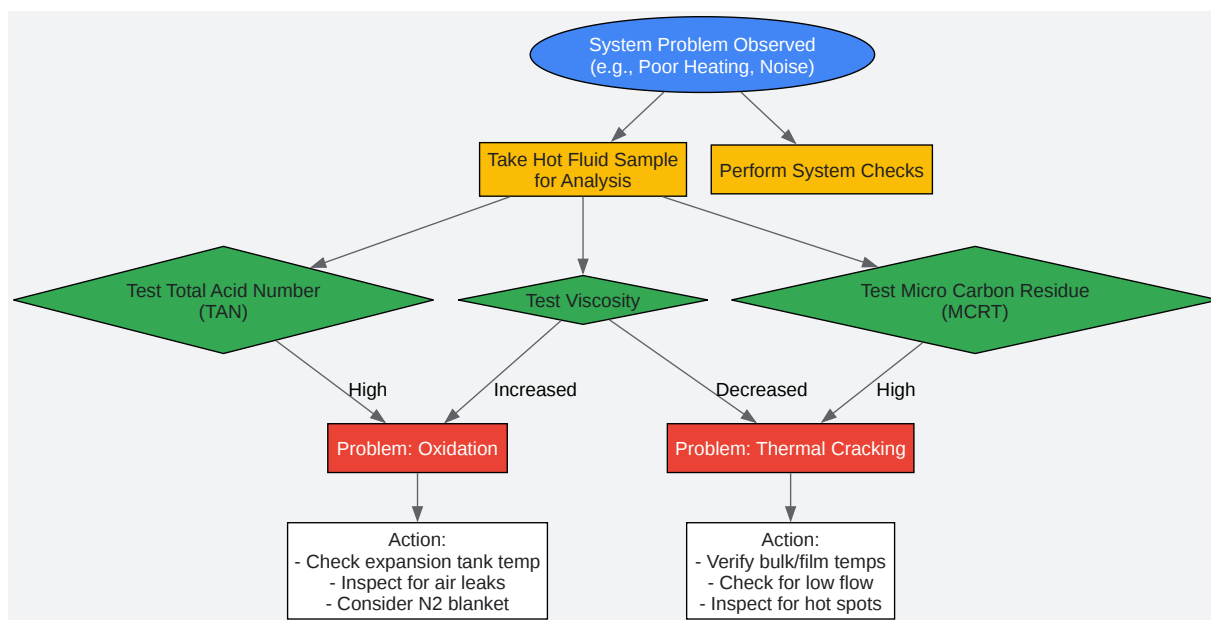 System Problem Observed
(e.g., Poor Heating, Noise)
Take Hot Fluid Sample
for Analysis
Perform System Checks
Test Total Acid Number
(TAN)
Test Viscosity
Test Micro Carbon Residue
(MCRT)
High
Increased
Decreased
High
Problem: Oxidation
Problem: Thermal Cracking
Action:
- Check expansion tank temp
- Inspect for air leaks
- Consider N2 blanket
Action:
- Verify bulk/film temps
- Check for low flow
- Inspect for hot spots